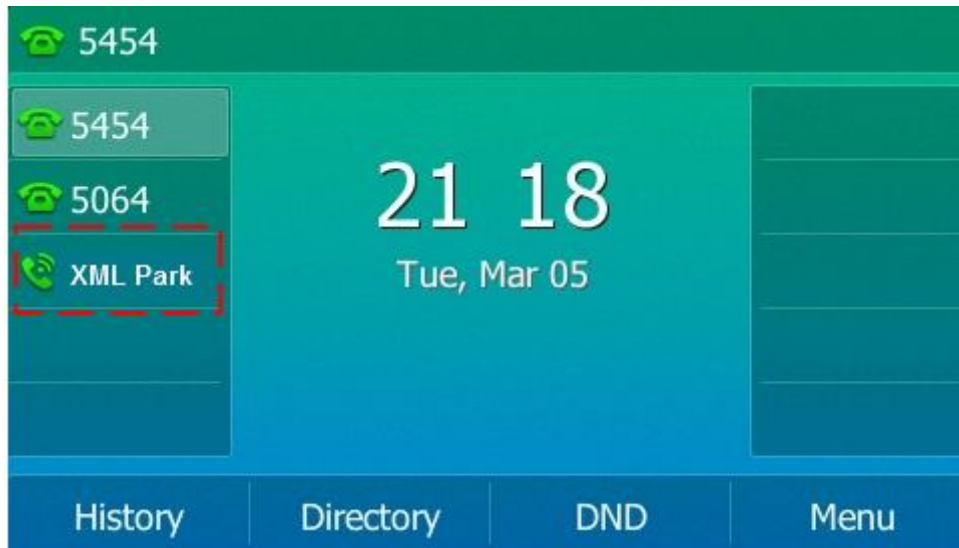 5454
5454
5064
XML Park
21 18
Tue, Mar 05
History Directory DND Menu